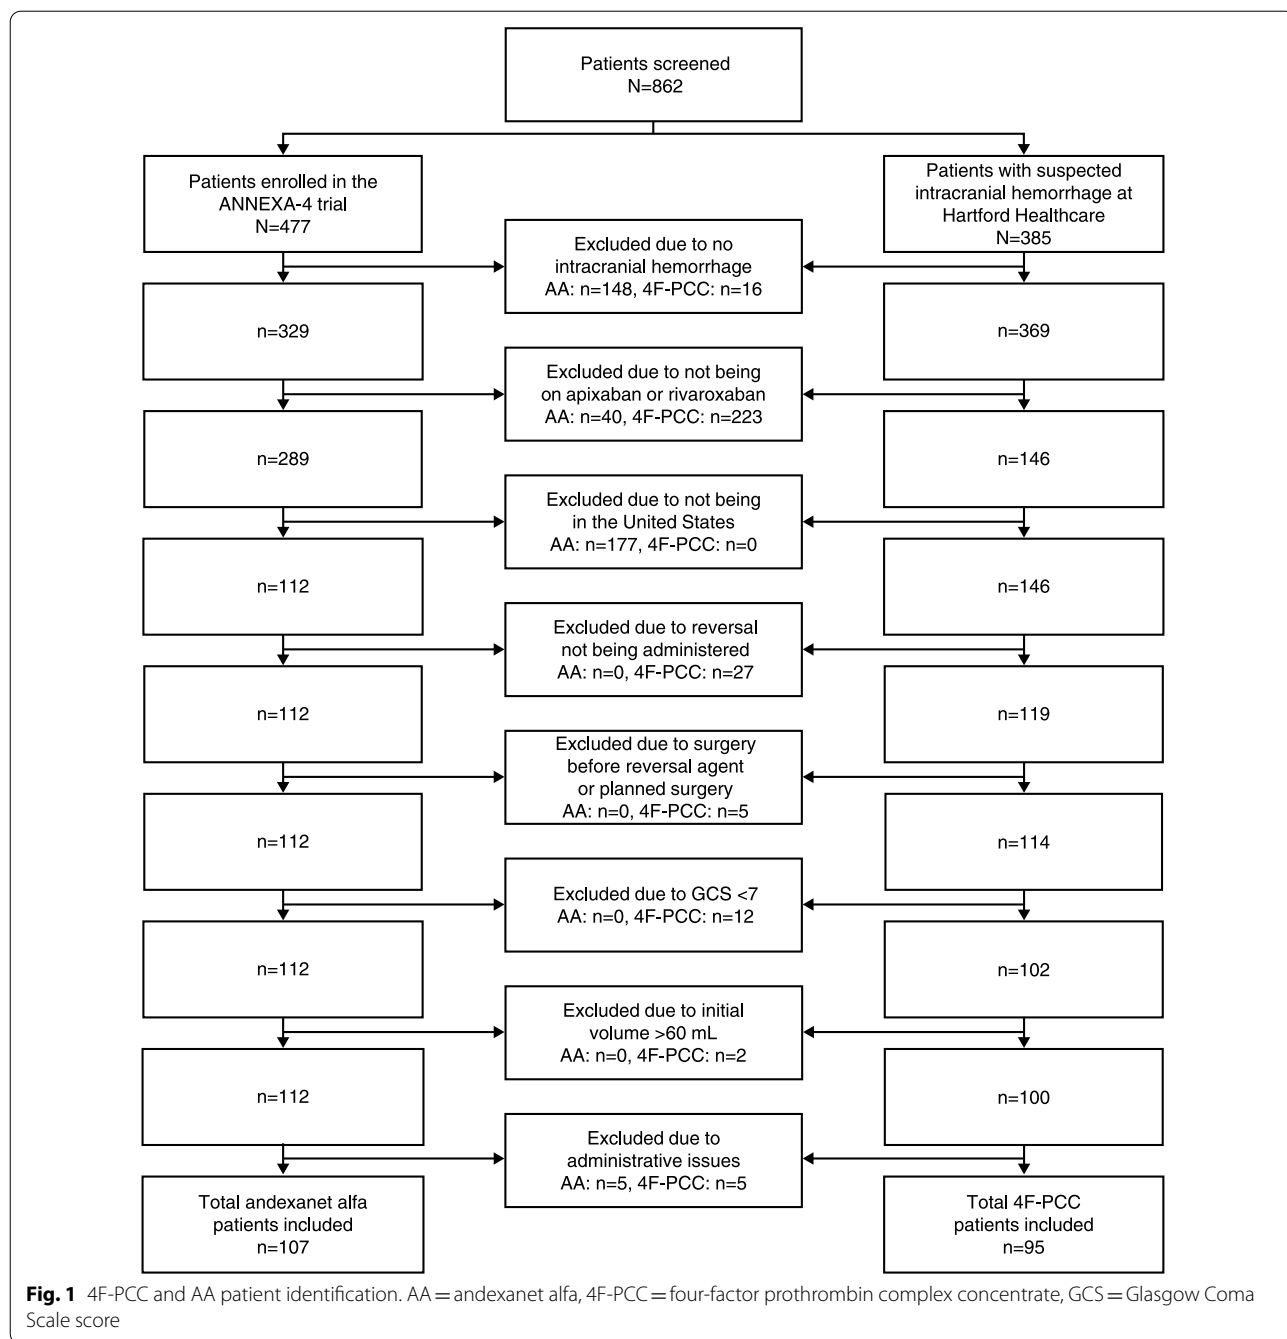 Patients screened
N=862
Patients enrolled in the
ANNEXA-4 trial
N=477
Patients with suspected
intracranial hemorrhage at
Hartford Healthcare
N=385
Excluded due to no
intracranial hemorrhage
AA: n=148, 4F-PCC: n=16
n=329
n=369
Excluded due to not being
on apixaban or rivaroxaban
AA: n=40, 4F-PCC: n=223
n=289
n=146
Excluded due to not being
in the United States
AA: n=177, 4F-PCC: n=0
n=112
n=146
Excluded due to reversal
not being administered
AA: n=0, 4F-PCC: n=27
n=112
n=119
Excluded due to surgery
before reversal agent
or planned surgery
AA: n=0, 4F-PCC: n=5
n=112
n=114
Excluded due to GCS <7
AA: n=0, 4F-PCC: n=12
n=112
n=102
Excluded due to initial
volume >60 mL
AA: n=0, 4F-PCC: n=2
n=112
n=100
Excluded due to
administrative issues
AA: n=5, 4F-PCC: n=5
Total andexanet alfa
patients included
n=107
Total 4F-PCC
patients included
n=95
Fig. 1 4F-PCC and AA patient identification. AA = andexanet alfa, 4F-PCC = four-factor prothrombin complex concentrate, GCS = Glasgow Coma
Scale score